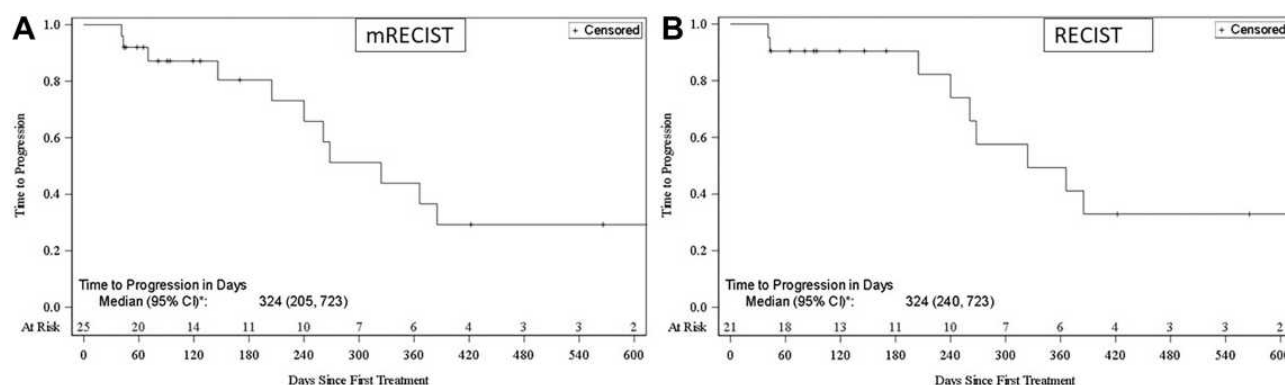 A
mRECIST
+ Censored
1.0
0.8
0.6
0.4
0.2
0.0
Time to Progression
Time to Progression in Days
Median (95% CI)*: 324 (205, 723)
At Risk 25 20 14 11 10 7 6 4 3 3 2
0 60 120 180 240 300 360 420 480 540 600
Days Since First Treatment
B
RECIST
+ Censored
1.0
0.8
0.6
0.4
0.2
0.0
Time to Progression
Time to Progression in Days
Median (95% CI)*: 324 (240, 723)
At Risk 21 18 13 11 10 7 6 4 3 3 2
0 60 120 180 240 300 360 420 480 540 600
Days Since First Treatment